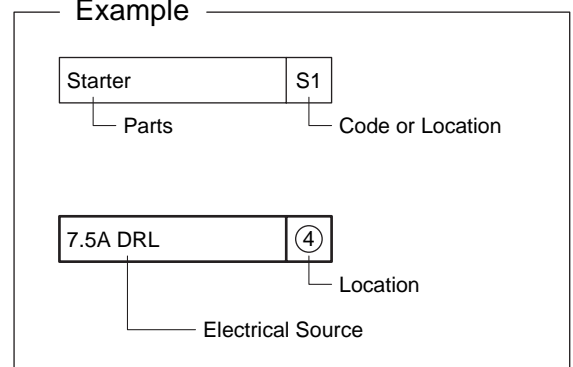 Example
Starter S1
Parts Code or Location
7.5A DRL 4
Location
Electrical Source